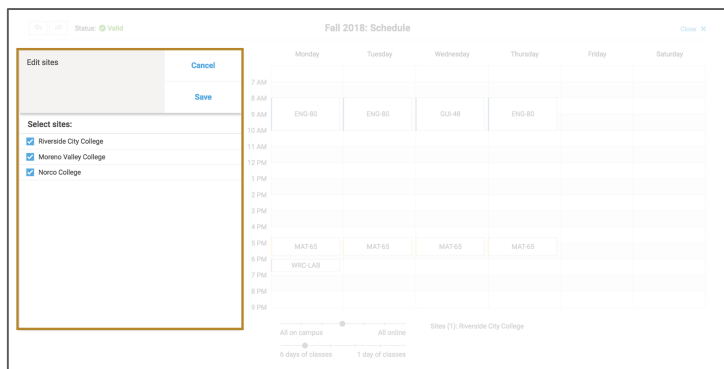 Status: Valid
Fall 2018: Schedule
Close ×
Edit sites
Cancel
Save
Select sites:
Riverside City College
Moreno Valley College
Norco College
Monday Tuesday Wednesday Thursday Friday Saturday
7 AM
8 AM
9 AM ENG-80 ENG-80 GUI-48 ENG-80
10 AM
11 AM
12 PM
1 PM
2 PM
3 PM
4 PM
5 PM MAT-65 MAT-65 MAT-65 MAT-65
6 PM WRC-LAB
7 PM
8 PM
9 PM
All on campus All online
Sites (1): Riverside City College
6 days of classes 1 day of classes